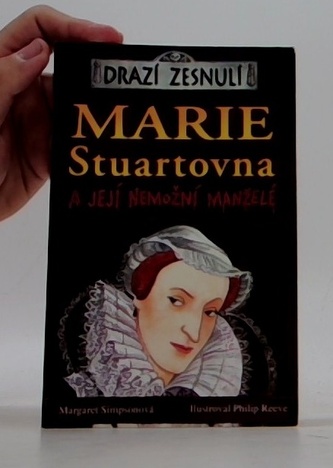 DRAZÍ ZESNULÍ
MARIE
Stuartovna
A JEJÍ NEMOŽNÍ MANŽELÉ
Margaret Simpsonová Ilustroval Philip Reeve